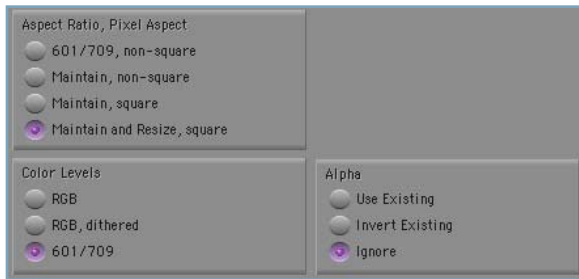 Aspect Ratio, Pixel Aspect
601/709, non-square
Maintain, non-square
Maintain, square
Maintain and Resize, square
Color Levels
RGB
RGB, dithered
601/709
Alpha
Use Existing
Invert Existing
Ignore